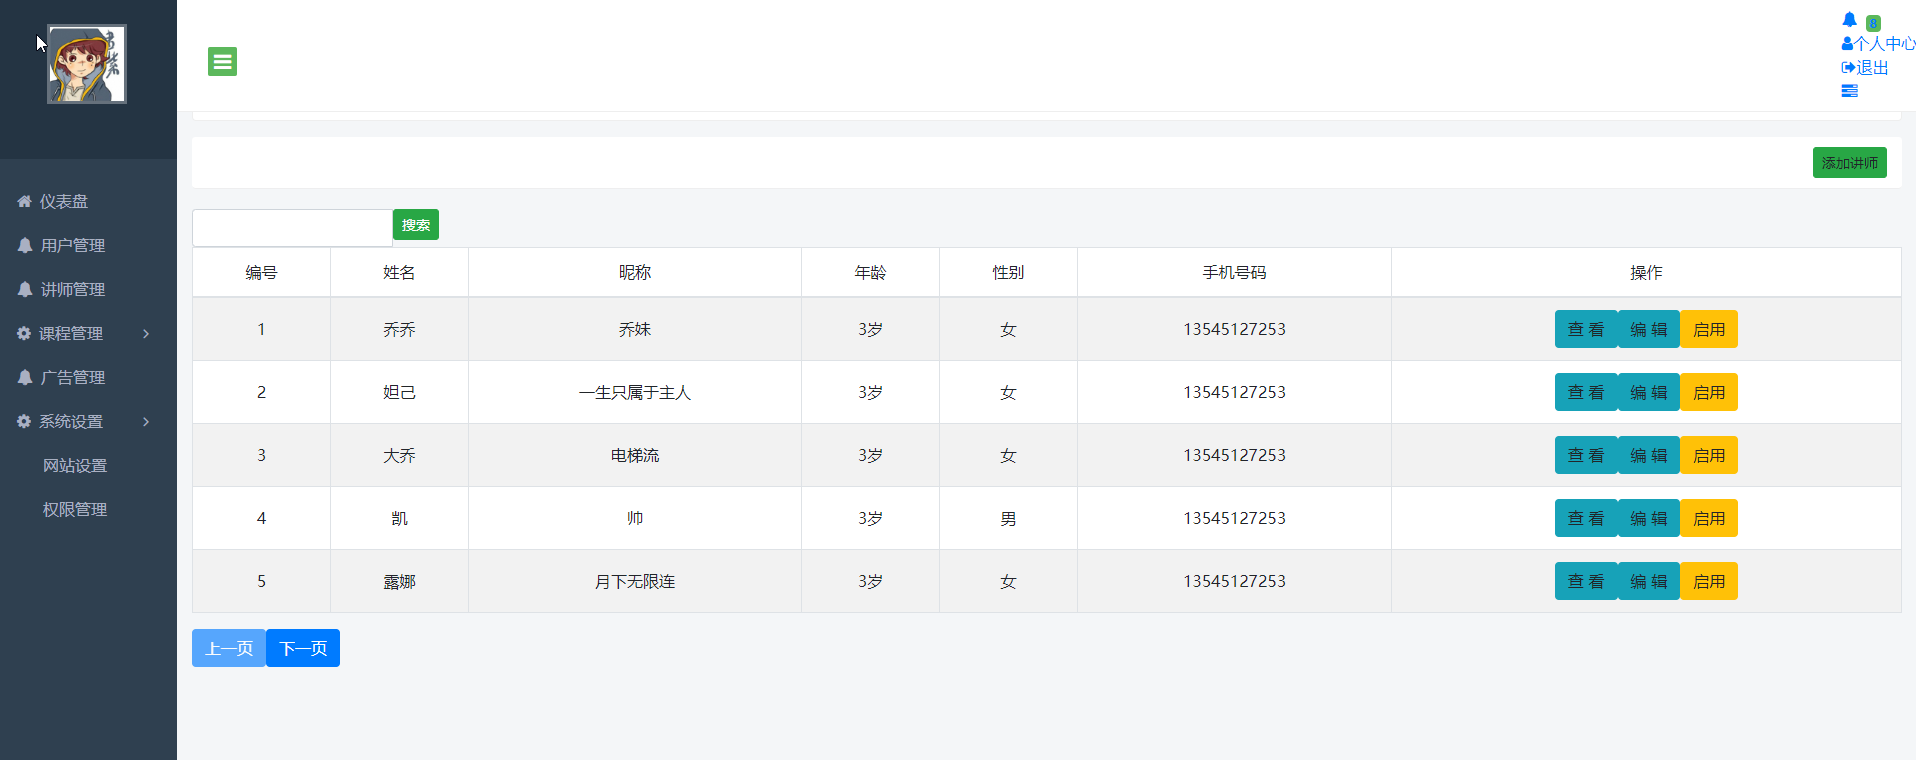 8
个人中心
退出
仪表盘
用户管理
讲师管理
课程管理
广告管理
系统设置
网站设置
权限管理
添加讲师
搜索
编号 姓名 昵称 年龄 性别 手机号码 操作
1 乔乔 乔妹 3岁 女 13545127253 查 看 编 辑 启用
2 妲己 一生只属于主人 3岁 女 13545127253 查 看 编 辑 启用
3 大乔 电梯流 3岁 女 13545127253 查 看 编 辑 启用
4 凯 帅 3岁 男 13545127253 查 看 编 辑 启用
5 露娜 月下无限连 3岁 女 13545127253 查 看 编 辑 启用
上一页 下一页